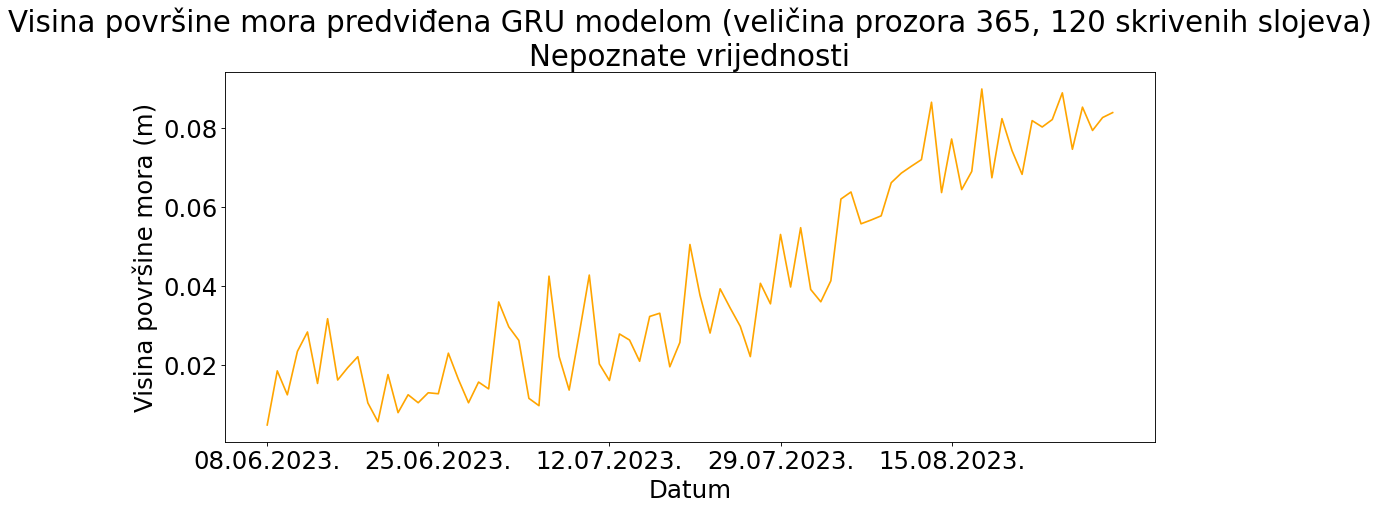 Visina površine mora predviđena GRU modelom (veličina prozora 365, 120 skrivenih slojeva)
Nepoznate vrijednosti
Visina površine mora (m)
0.08
0.06
0.04
0.02
08.06.2023. 25.06.2023. 12.07.2023. 29.07.2023. 15.08.2023.
Datum